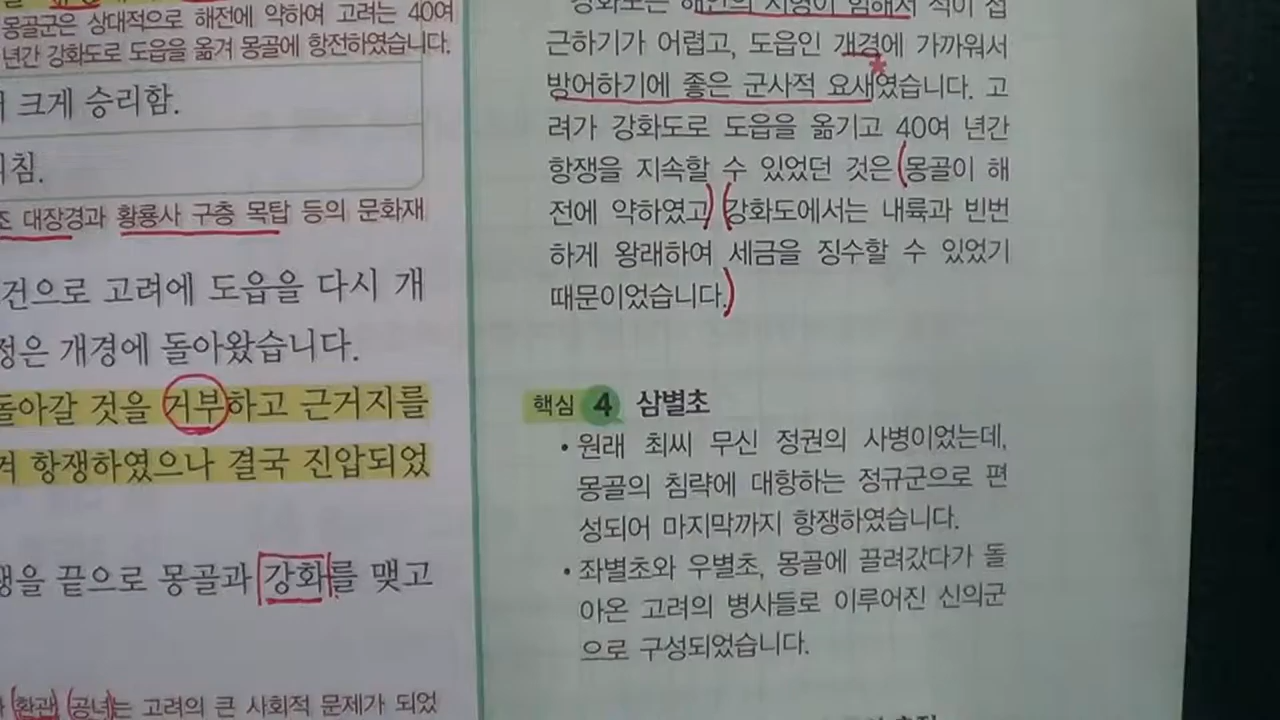 몽골군은 상대적으로 해전에 약하여 고려는 40여
년간 강화도로 도읍을 옮겨 몽골에 항전하였습니다.
크게 승리함.
침.
조 대장경과 황룡사 구층 목탑 등의 문화재
건으로 고려에 도읍을 다시 개
정은 개경에 돌아왔습니다.
돌아갈 것을 거부하고 근거지를
겨 항쟁하였으나 결국 진압되었
쟁을 끝으로 몽골과 강화를 맺고
환관 공녀는 고려의 큰 사회적 문제가 되었
강화도는 해안의 지형이 험해서 적이 접
근하기가 어렵고, 도읍인 개경에 가까워서
방어하기에 좋은 군사적 요새였습니다. 고
려가 강화도로 도읍을 옮기고 40여 년간
항쟁을 지속할 수 있었던 것은 몽골이 해
전에 약하였고 강화도에서는 내륙과 빈번
하게 왕래하여 세금을 징수할 수 있었기
때문이었습니다.
핵심 4 삼별초
• 원래 최씨 무신 정권의 사병이었는데,
몽골의 침략에 대항하는 정규군으로 편
성되어 마지막까지 항쟁하였습니다.
• 좌별초와 우별초, 몽골에 끌려갔다가 돌
아온 고려의 병사들로 이루어진 신의군
으로 구성되었습니다.